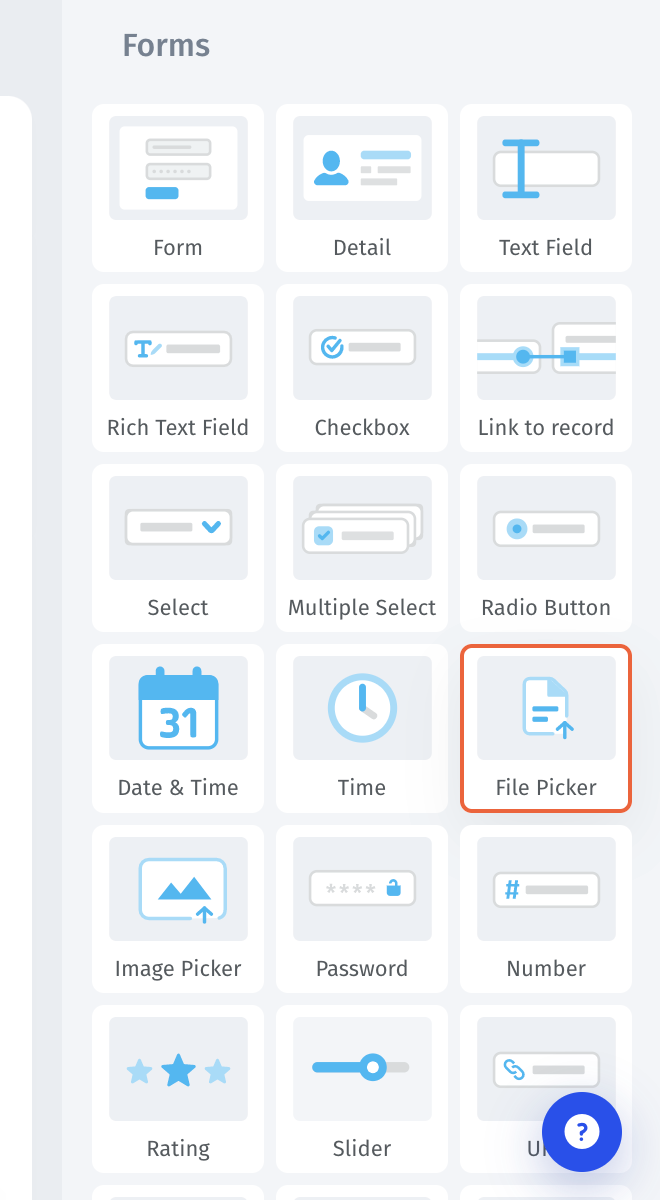 Forms
Form
Detail
Text Field
T
Rich Text Field
Checkbox
Link to record
Select
Multiple Select
Radio Button
31
Date & Time
Time
File Picker
Image Picker
****
Password
#
Number
Rating
Slider
?